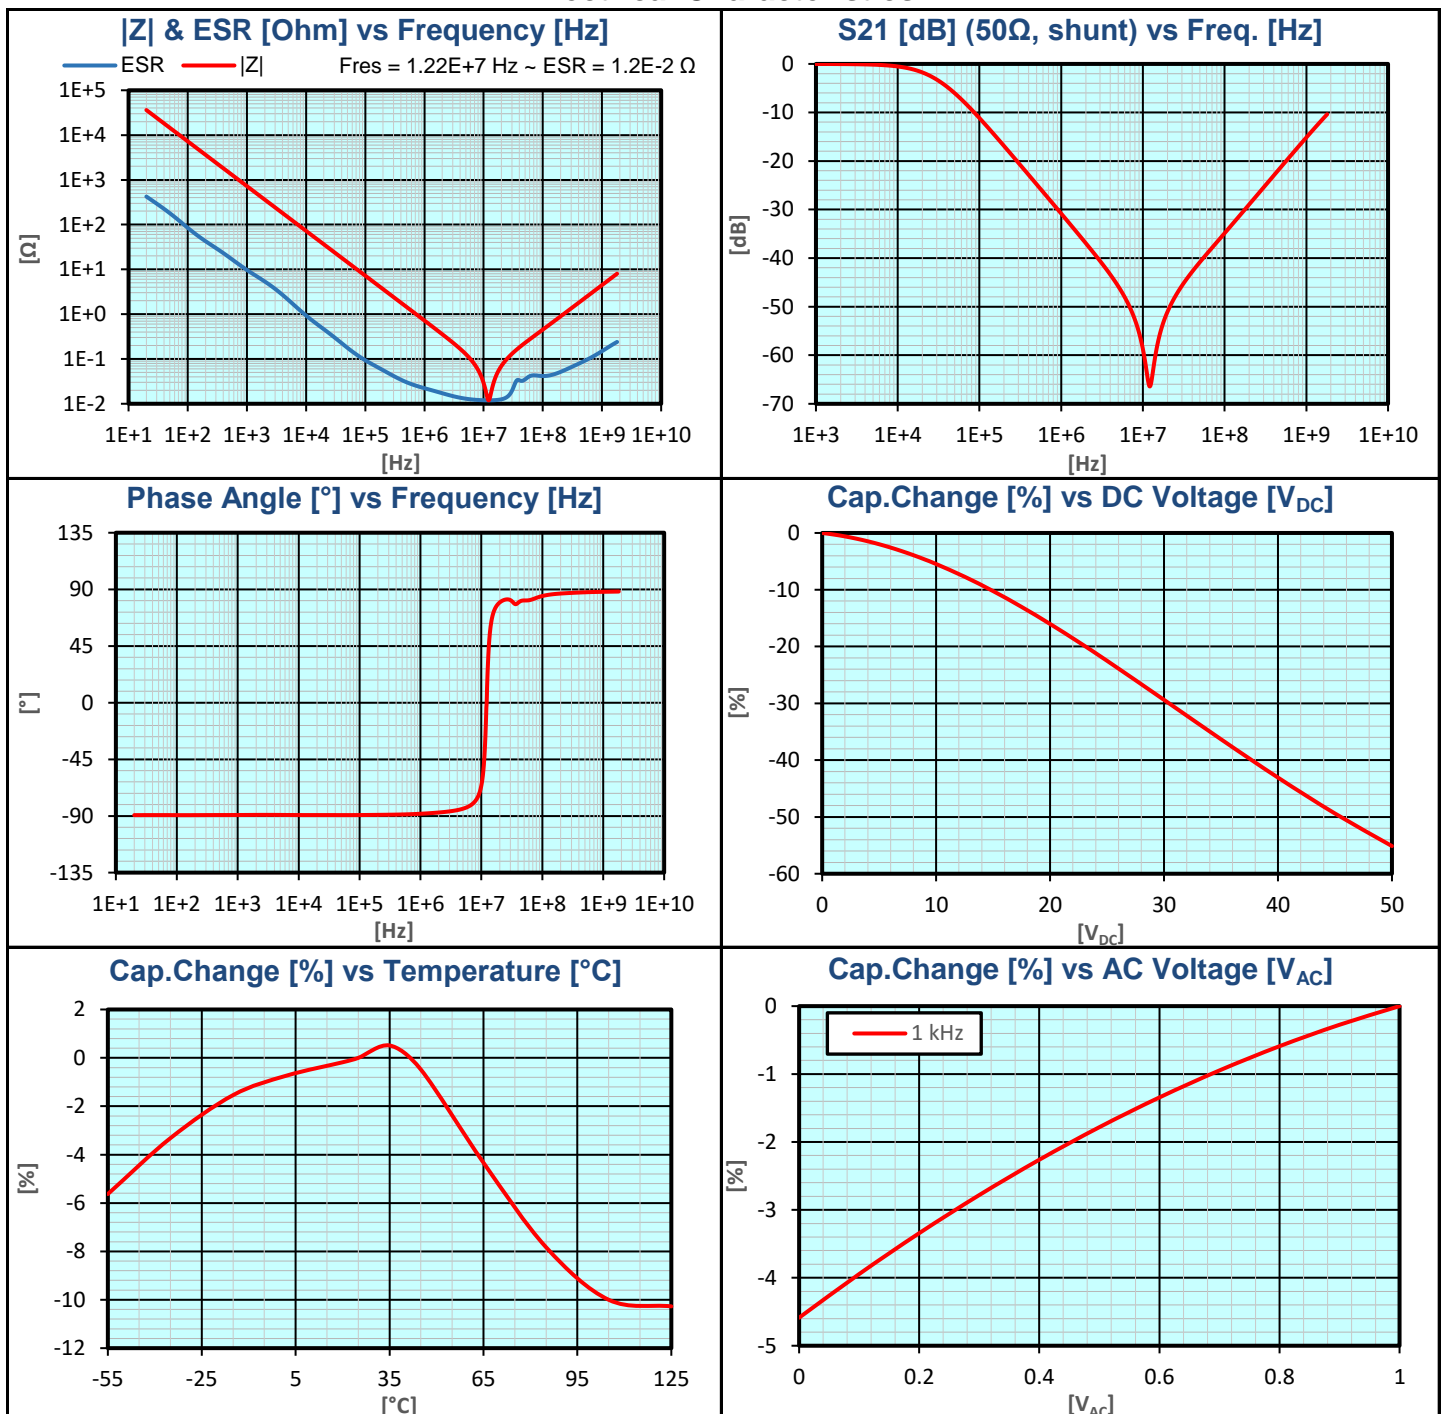 |Z| & ESR [Ohm] vs Frequency [Hz]
ESR |Z| Fres = 1.22E+7 Hz ~ ESR = 1.2E-2 Ω
1E+5
1E+4
1E+3
1E+2
1E+1
1E+0
1E-1
1E-2
[Ω]
1E+1 1E+2 1E+3 1E+4 1E+5 1E+6 1E+7 1E+8 1E+9 1E+10
[Hz]
S21 [dB] (50Ω, shunt) vs Freq. [Hz]
0
-10
-20
-30
-40
-50
-60
-70
[dB]
1E+3 1E+4 1E+5 1E+6 1E+7 1E+8 1E+9 1E+10
[Hz]
Phase Angle [°] vs Frequency [Hz]
135
90
45
0
-45
-90
-135
[°]
1E+1 1E+2 1E+3 1E+4 1E+5 1E+6 1E+7 1E+8 1E+9 1E+10
[Hz]
Cap.Change [%] vs DC Voltage [VDC]
0
-10
-20
-30
-40
-50
-60
[%]
0 10 20 30 40 50
[VDC]
Cap.Change [%] vs Temperature [°C]
2
0
-2
-4
-6
-8
-10
-12
[%]
-55 -25 5 35 65 95 125
[°C]
Cap.Change [%] vs AC Voltage [VAC]
1 kHz
0
-1
-2
-3
-4
-5
[%]
0 0.2 0.4 0.6 0.8 1
[VAC]